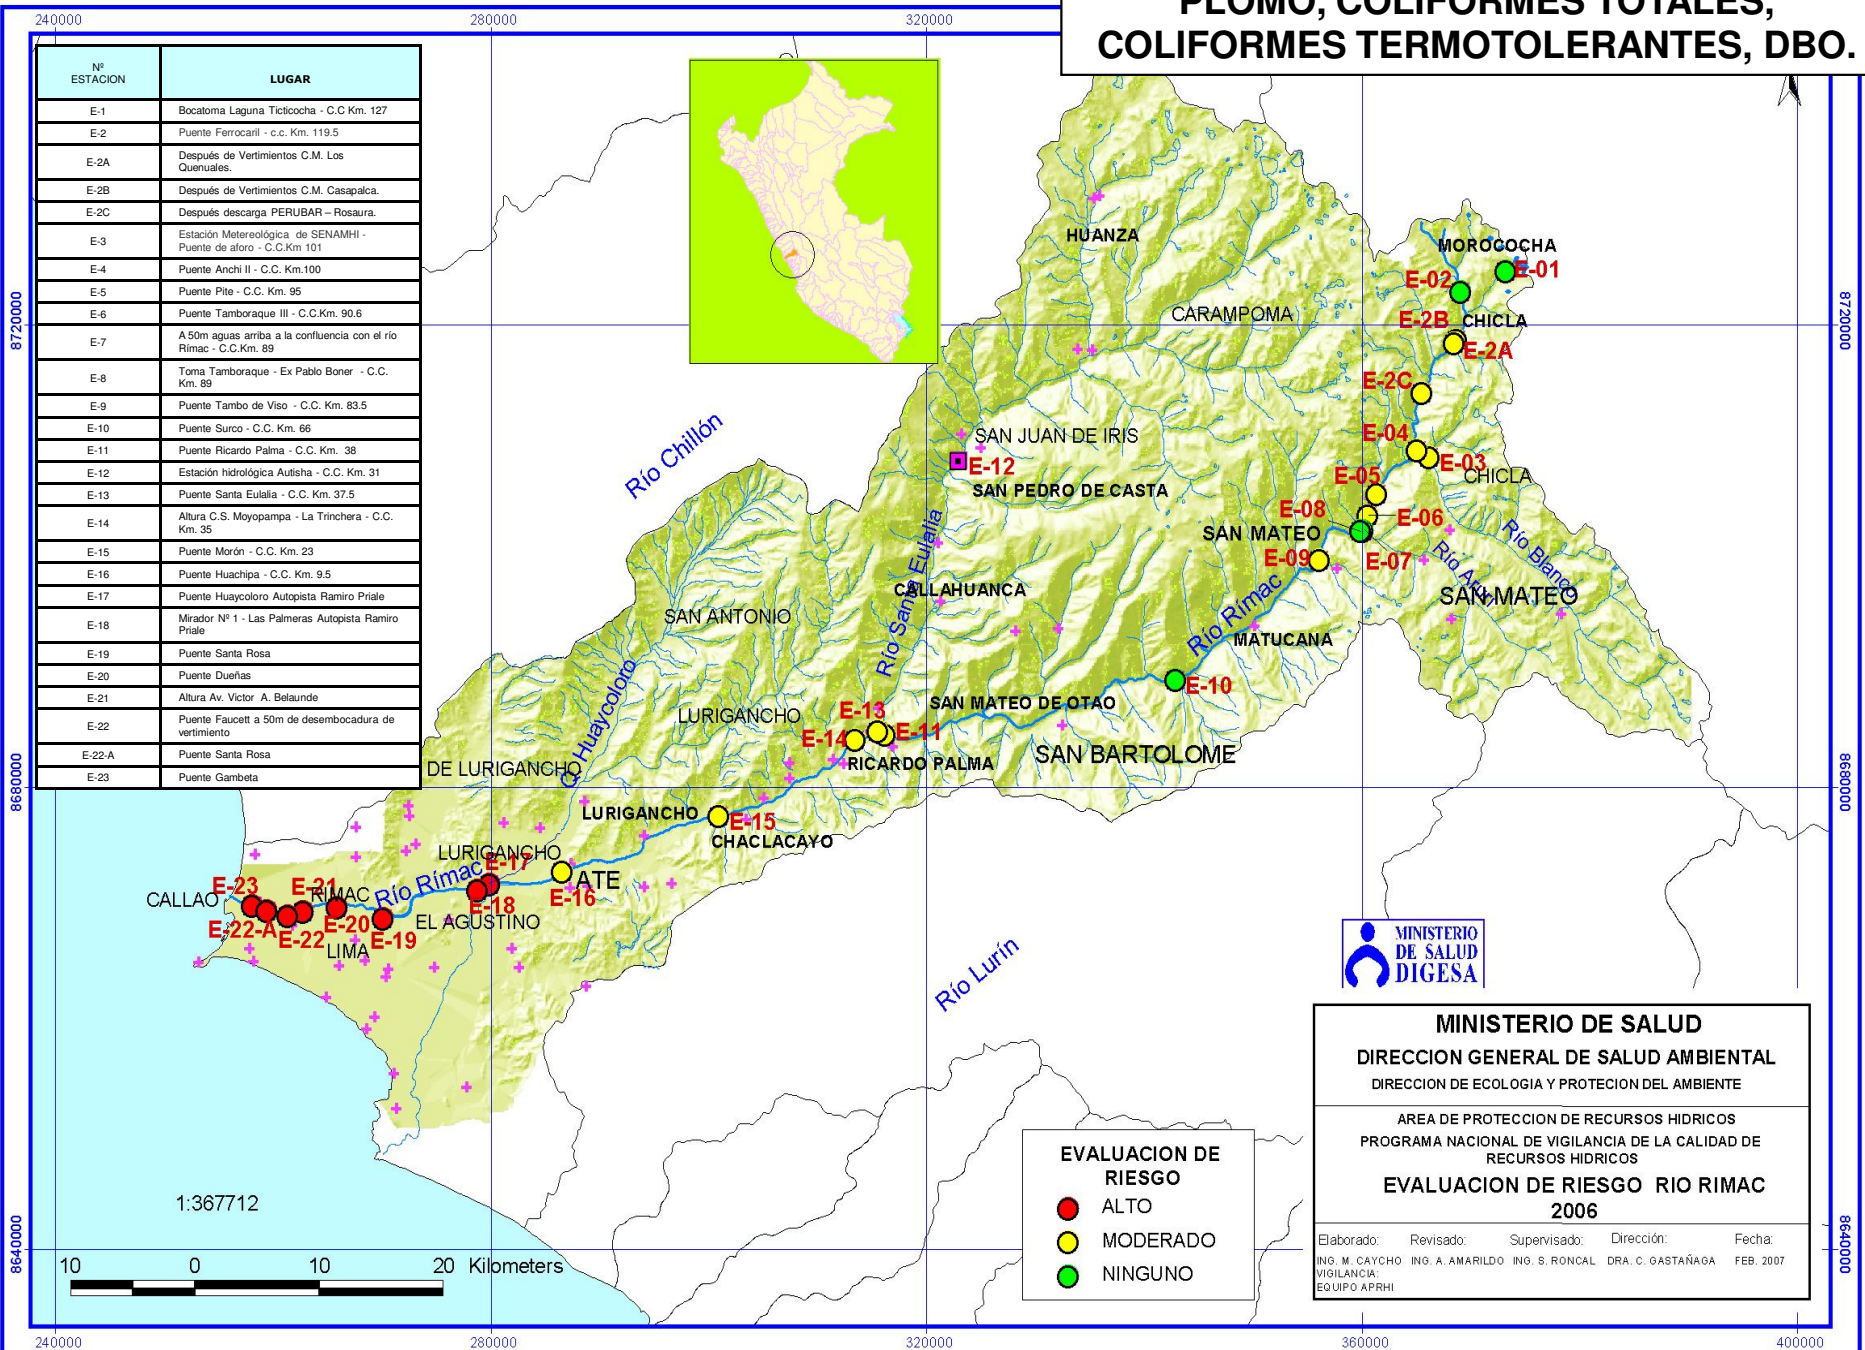 PLOMO, COLIFORMES TOTALES,
COLIFORMES TERMOTOLERANTES, DBO.
240000
280000
320000
Nº
ESTACION
LUGAR
E-1 Bocatoma Laguna Ticticocha - C.C Km. 127
E-2 Puente Ferrocaril - c.c. Km. 119.5
E-2A Después de Vertimientos C.M. Los
Quenuales.
E-2B Después de Vertimientos C.M. Casapalca.
E-2C Después descarga PERUBAR – Rosaura.
E-3 Estación Metereológica de SENAMHI -
Puente de aforo - C.C.Km 101
E-4 Puente Anchi II - C.C. Km.100
E-5 Puente Pite - C.C. Km. 95
E-6 Puente Tamboraque III - C.C.Km. 90.6
E-7 A 50m aguas arriba a la confluencia con el río
Rímac - C.C.Km. 89
E-8 Toma Tamboraque - Ex Pablo Boner - C.C.
Km. 89
E-9 Puente Tambo de Viso - C.C. Km. 83.5
E-10 Puente Surco - C.C. Km. 66
E-11 Puente Ricardo Palma - C.C. Km. 38
E-12 Estación hidrológica Autisha - C.C. Km. 31
E-13 Puente Santa Eulalia - C.C. Km. 37.5
E-14 Altura C.S. Moyopampa - La Trinchera - C.C.
Km. 35
E-15 Puente Morón - C.C. Km. 23
E-16 Puente Huachipa - C.C. Km. 9.5
E-17 Puente Huaycoloro Autopista Ramiro Priale
E-18 Mirador Nº 1 - Las Palmeras Autopista Ramiro
Priale
E-19 Puente Santa Rosa
E-20 Puente Dueñas
E-21 Altura Av. Victor A. Belaunde
E-22 Puente Faucett a 50m de desembocadura de
vertimiento
E-22-A Puente Santa Rosa
E-23 Puente Gambeta
8720000
8680000
8640000
8720000
8680000
8640000
HUANZA
MOROCOCHA
E-01
E-02
CARAMPOMA
E-2B
CHICLA
E-2A
E-2C
Río Chillón
E-04
SAN JUAN DE IRIS
E-03
E-12
E-05
CHICLA
SAN PEDRO DE CASTA
E-08
E-06
SAN MATEO
E-07
E-09
Río Santa Eulalia
Río Blanco
Río Aruri
CALLAHUANCA
SAN MATEO
SAN ANTONIO
Río Rímac
MATUCANA
E-10
Q. Huaycoloro
LURIGANCHO
SAN MATEO DE OTAO
E-13
E-11
E-14
SAN BARTOLOME
RICARDO PALMA
DE LURIGANCHO
LURIGANCHO
E-15
CHACLACAYO
LURIGANCHO
E-17
Río Rímac
ATE
E-16
CALLAO
E-23
E-21
RIMAC
E-18
EL AGUSTINO
E-22-A
E-22
E-20
E-19
LIMA
Río Lurín
MINISTERIO
DE SALUD
DIGESA
MINISTERIO DE SALUD
DIRECCION GENERAL DE SALUD AMBIENTAL
DIRECCION DE ECOLOGIA Y PROTECION DEL AMBIENTE
AREA DE PROTECCION DE RECURSOS HIDRICOS
PROGRAMA NACIONAL DE VIGILANCIA DE LA CALIDAD DE
RECURSOS HIDRICOS
EVALUACION DE RIESGO RIO RIMAC
2006
Elaborado: Revisado: Supervisado: Dirección: Fecha:
ING. M. CAYCHO ING. A. AMARILDO ING. S. RONCAL DRA. C. GASTAÑAGA FEB. 2007
VIGILANCIA:
EQUIPO APRHI
EVALUACION DE
RIESGO
ALTO
MODERADO
NINGUNO
1:367712
10 0 10 20 Kilometers
240000
280000
320000
360000
400000